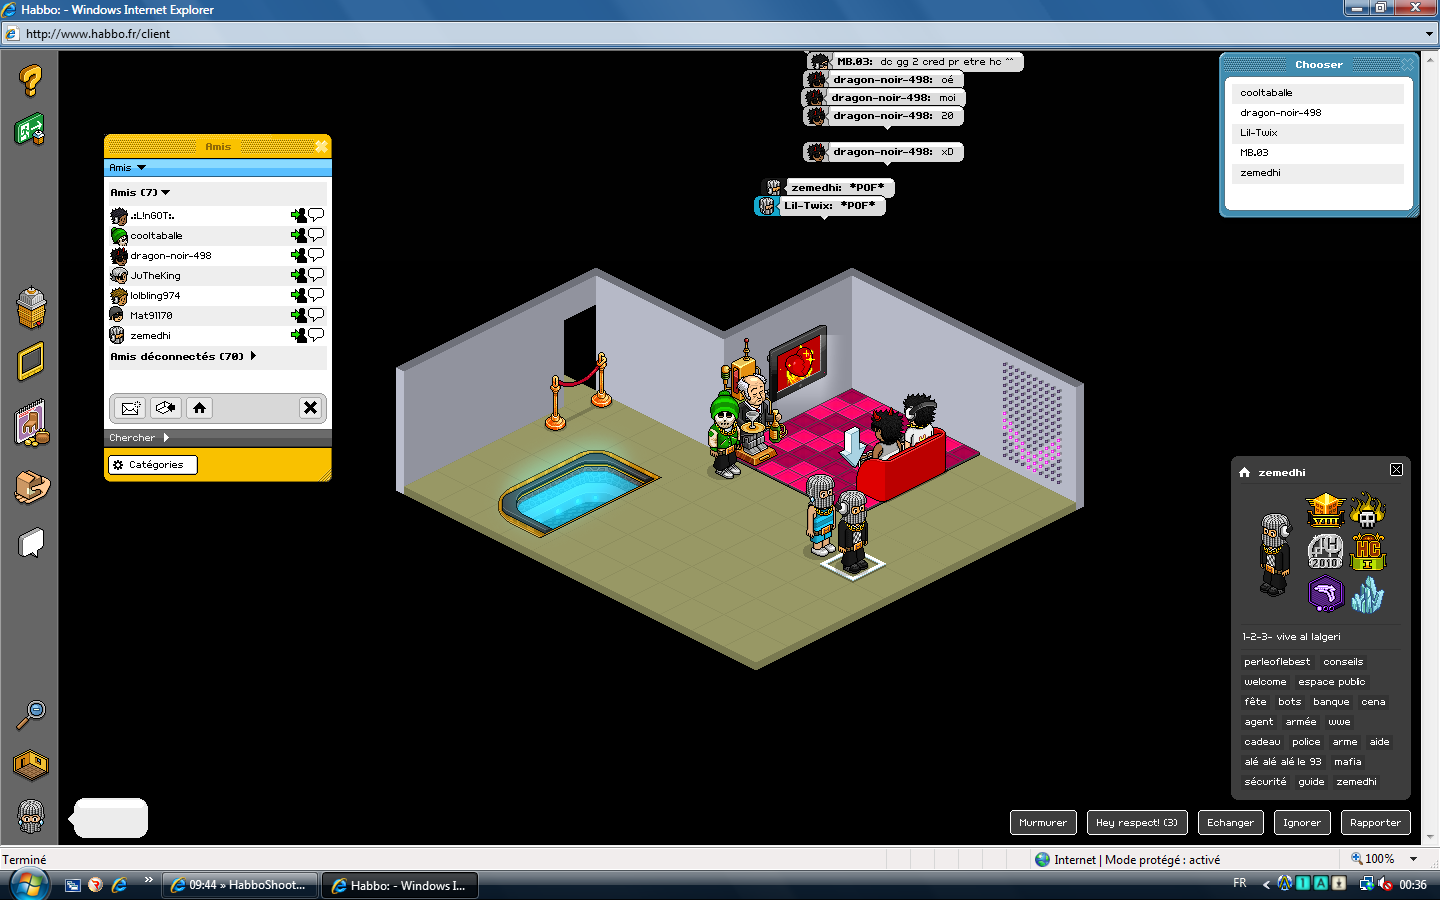 Habbo: - Windows Internet Explorer
http://www.habbo.fr/client
MB.03: dc gg 2 cred pr etre hc ^^
dragon-noir-498: oé
dragon-noir-498: moi
dragon-noir-498: 20
dragon-noir-498: xD
zemedhi: *POF*
Lil-Twix: *POF*
Chooser
cooltaballe
dragon-noir-498
Lil-Twix
MB.03
zemedhi
Amis
Amis
Amis (7)
.:L!nG0T:.
cooltaballe
dragon-noir-498
JuTheKing
lolbling974
Mat91170
zemedhi
Amis déconnectés (70)
Chercher
Catégories
zemedhi
2010
HC
I
1-2-3- vive al lalgeri
perleoflebest conseils
welcome espace public
fête bots banque cena
agent armée wwe
cadeau police arme aide
alé alé alé le 93 mafia
sécurité guide zemedhi
Murmurer Hey respect! (3) Echanger Ignorer Rapporter
Terminé
Internet | Mode protégé : activé
100%
09:44 » HabboShoot...
Habbo: - Windows I...
FR
00:36